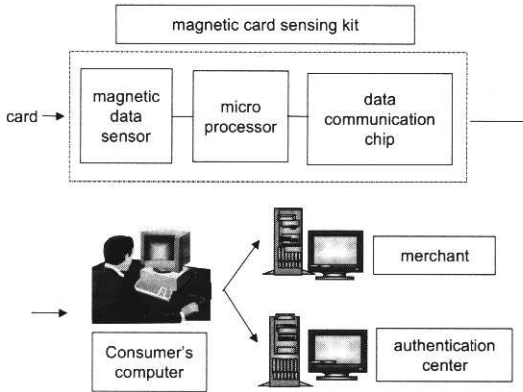 magnetic card sensing kit
card
magnetic
data
sensor
micro
processor
data
communication
chip
merchant
Consumer's
computer
authentication
center